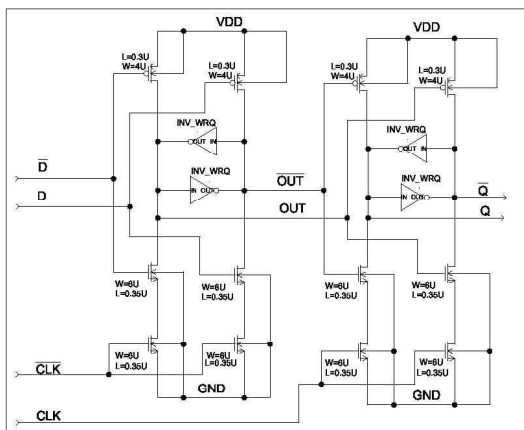 VDD
VDD
L=0.3U
W=4U
L=0.3U
W=4U
L=0.3U
W=4U
L=0.3U
W=4U
INV_WRQ
OUT IN
INV_WRQ
OUT IN
INV_WRQ
IN OUT
INV_WRQ
IN OUT
D̅
D
O̅U̅T̅
OUT
Q̅
Q
W=6U
L=0.35U
W=6U
L=0.35U
W=6U
L=0.35U
W=6U
L=0.35U
W=6U
L=0.35U
W=6U
L=0.35U
W=6U
L=0.35U
W=6U
L=0.35U
C̅L̅K̅
GND
GND
CLK